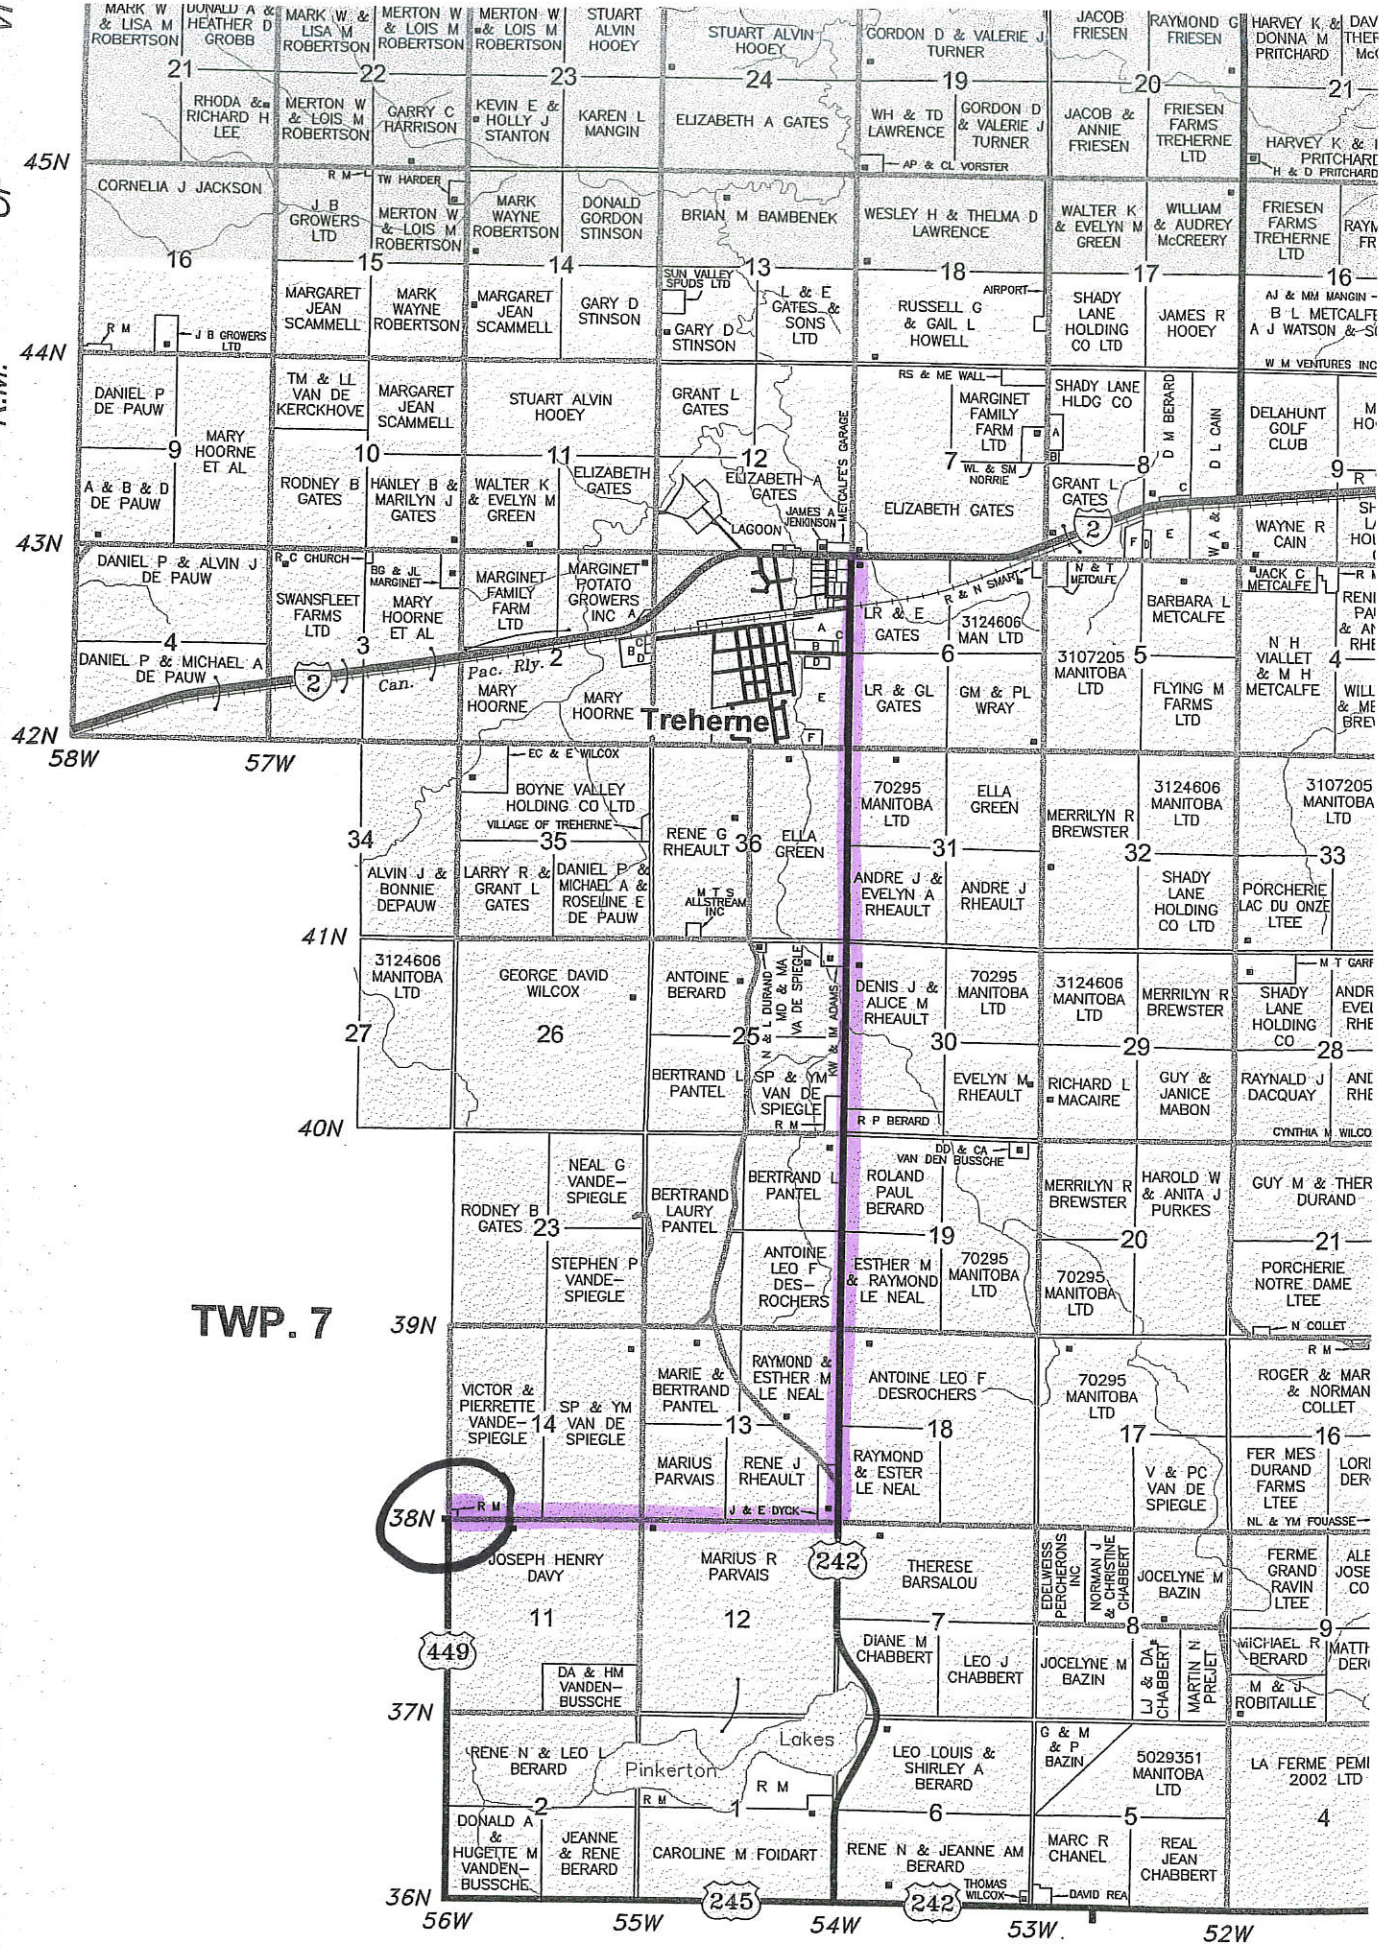 MARK W
& LISA M
ROBERTSON
DONALD A &
HEATHER D
GROBB
MARK W &
LISA M
ROBERTSON
MERTON W
& LOIS M
ROBERTSON
MERTON W
& LOIS M
ROBERTSON
STUART
ALVIN
HOOEY
STUART ALVIN
HOOEY
GORDON D & VALERIE J
TURNER
JACOB
FRIESEN
RAYMOND G
FRIESEN
HARVEY K &
DONNA M
PRITCHARD
21
22
23
24
19
20
21
RHODA &
RICHARD H
LEE
MERTON W
& LOIS M
ROBERTSON
GARRY C
HARRISON
KEVIN E &
HOLLY J
STANTON
KAREN L
MANGIN
ELIZABETH A GATES
WH & TD
LAWRENCE
GORDON D
& VALERIE J
TURNER
JACOB &
ANNIE
FRIESEN
FRIESEN
FARMS
TREHERNE
LTD
HARVEY K &
PRITCHARD
H & D PRITCHARD
AP & CL VORSTER
45N
R M
TW HARDER
CORNELIA J JACKSON
J B
GROWERS
LTD
MERTON W
& LOIS M
ROBERTSON
MARK
WAYNE
ROBERTSON
DONALD
GORDON
STINSON
BRIAN M BAMBENEK
WESLEY H & THELMA D
LAWRENCE
WALTER K
& EVELYN M
GREEN
WILLIAM
& AUDREY
McCREERY
FRIESEN
FARMS
TREHERNE
LTD
RAYM
FR
16
15
14
13
18
17
16
MARGARET
JEAN
SCAMMELL
MARK
WAYNE
ROBERTSON
MARGARET
JEAN
SCAMMELL
GARY D
STINSON
SUN VALLEY
SPUDS LTD
GARY D
STINSON
L & E
GATES &
SONS
LTD
RUSSELL G
& GAIL L
HOWELL
AIRPORT
SHADY
LANE
HOLDING
CO LTD
JAMES R
HOOEY
AJ & MM MANGIN
B L METCALFE
A J WATSON &
W M VENTURES INC
R M
J B GROWERS
LTD
44N
DANIEL P
DE PAUW
MARY
HOORNE
ET AL
TM & LL
VAN DE
KERCKHOVE
MARGARET
JEAN
SCAMMELL
STUART ALVIN
HOOEY
GRANT L
GATES
METCALFE'S GARAGE
RS & ME WALL
MARGINET
FAMILY
FARM
LTD
SHADY LANE
HLDG CO
A
B
D M BERARD
D L CAIN
DELAHUNT
GOLF
CLUB
9
10
11
12
7
8
9
A & B & D
DE PAUW
RODNEY B
GATES
HANLEY B &
MARILYN J
GATES
WALTER K
& EVELYN M
GREEN
ELIZABETH
GATES
ELIZABETH A
GATES
LAGOON
JAMES A
JENKINSON
ELIZABETH GATES
WL & SM
NORRIE
GRANT L
GATES
2
C
F
D
E
W A &
WAYNE R
CAIN
43N
DANIEL P & ALVIN J
DE PAUW
R C CHURCH
SWANSFLEET
FARMS
LTD
BG & JL
MARGINET
MARY
HOORNE
ET AL
MARGINET
FAMILY
FARM
LTD
MARGINET
POTATO
GROWERS
INC
A
LR & E
GATES
R & N SMART
3124606
MAN LTD
N & T
METCALFE
BARBARA L
METCALFE
JACK C
METCALFE
N H
VIALLET
& M H
METCALFE
4
3
2
6
5
4
DANIEL P & MICHAEL A
DE PAUW
2
Can.
Pac. Rly.
B
C
D
A
B
C
D
E
F
MARY
HOORNE
MARY
HOORNE
Treherne
LR & GL
GATES
GM & PL
WRAY
3107205
MANITOBA
LTD
FLYING M
FARMS
LTD
42N
58W
57W
EC & E WILCOX
BOYNE VALLEY
HOLDING CO LTD
VILLAGE OF TREHERNE
RENE G
RHEAULT
ELLA
GREEN
70295
MANITOBA
LTD
ELLA
GREEN
MERRILYN R
BREWSTER
3124606
MANITOBA
LTD
3107205
MANITOBA
34
35
36
31
32
33
ALVIN J &
BONNIE
DEPAUW
LARRY R &
GRANT L
GATES
DANIEL P &
MICHAEL A &
ROSELINE E
DE PAUW
M T S
ALLSTREAM
INC
ANDRE J &
EVELYN A
RHEAULT
ANDRE J
RHEAULT
SHADY
LANE
HOLDING
CO LTD
PORCHERIE
LAC DU ONZE
LTEE
41N
3124606
MANITOBA
LTD
GEORGE DAVID
WILCOX
ANTOINE
BERARD
N & L DURAND
MD & MA
VA DE SPIEGLE
KW & IM ADAMS
DENIS J &
ALICE M
RHEAULT
70295
MANITOBA
LTD
3124606
MANITOBA
LTD
MERRILYN R
BREWSTER
SHADY
LANE
HOLDING
CO
M T GARR
27
26
25
30
29
28
BERTRAND L
PANTEL
SP & YM
VAN DE
SPIEGLE
R M
R P BERARD
EVELYN M
RHEAULT
RICHARD L
MACAIRE
GUY &
JANICE
MABON
RAYNALD J
DACQUAY
CYNTHIA M WILCO
40N
RODNEY B
GATES
NEAL G
VANDE-
SPIEGLE
BERTRAND
LAURY
PANTEL
BERTRAND L
PANTEL
ROLAND
PAUL
BERARD
DD & CA
VAN DEN BUSSCHE
MERRILYN R
BREWSTER
HAROLD W
& ANITA J
PURKES
GUY M & THER
DURAND
23
19
20
21
STEPHEN P
VANDE-
SPIEGLE
ANTOINE
LEO F
DES-
ROCHERS
ESTHER M
& RAYMOND
LE NEAL
70295
MANITOBA
LTD
70295
MANITOBA
LTD
PORCHERIE
NOTRE DAME
LTEE
N COLLET
TWP. 7
39N
VICTOR &
PIERRETTE
VANDE-
SPIEGLE
SP & YM
VAN DE
SPIEGLE
MARIE &
BERTRAND
PANTEL
RAYMOND &
ESTHER M
LE NEAL
ANTOINE LEO F
DESROCHERS
70295
MANITOBA
LTD
R M
ROGER & MAR
& NORMAN
COLLET
14
13
18
17
16
MARIUS
PARVAIS
RENE J
RHEAULT
RAYMOND
& ESTER
LE NEAL
V & PC
VAN DE
SPIEGLE
FER MES
DURAND
FARMS
LTEE
NL & YM FOUASSE
38N
R M
J & E DYCK
JOSEPH HENRY
DAVY
MARIUS R
PARVAIS
242
THERESE
BARSALOU
EDELWEISS
PERCHERONS
INC
NORMAN J
& CHRISTINE
CHABBERT
JOCELYNE M
BAZIN
FERME
GRAND
RAVIN
LTEE
11
12
7
8
9
449
DA & HM
VANDEN-
BUSSCHE
DIANE M
CHABBERT
LEO J
CHABBERT
JOCELYNE M
BAZIN
LJ & DA
CHABBERT
MARTIN N
PREJET
MICHAEL R
BERARD
M & J
ROBITAILLE
37N
RENE N & LEO L
BERARD
Pinkerton
Lakes
R M
R M
LEO LOUIS &
SHIRLEY A
BERARD
G & M
& P
BAZIN
5029351
MANITOBA
LTD
LA FERME PEMI
2002 LTD
2
1
6
5
4
DONALD A
&
HUGETTE M
VANDEN-
BUSSCHE
JEANNE
& RENE
BERARD
CAROLINE M FOIDART
RENE N & JEANNE AM
BERARD
THOMAS
WILCOX
DAVID REA
MARC R
CHANEL
REAL
JEAN
CHABBERT
36N
245
242
56W
55W
54W
53W
52W